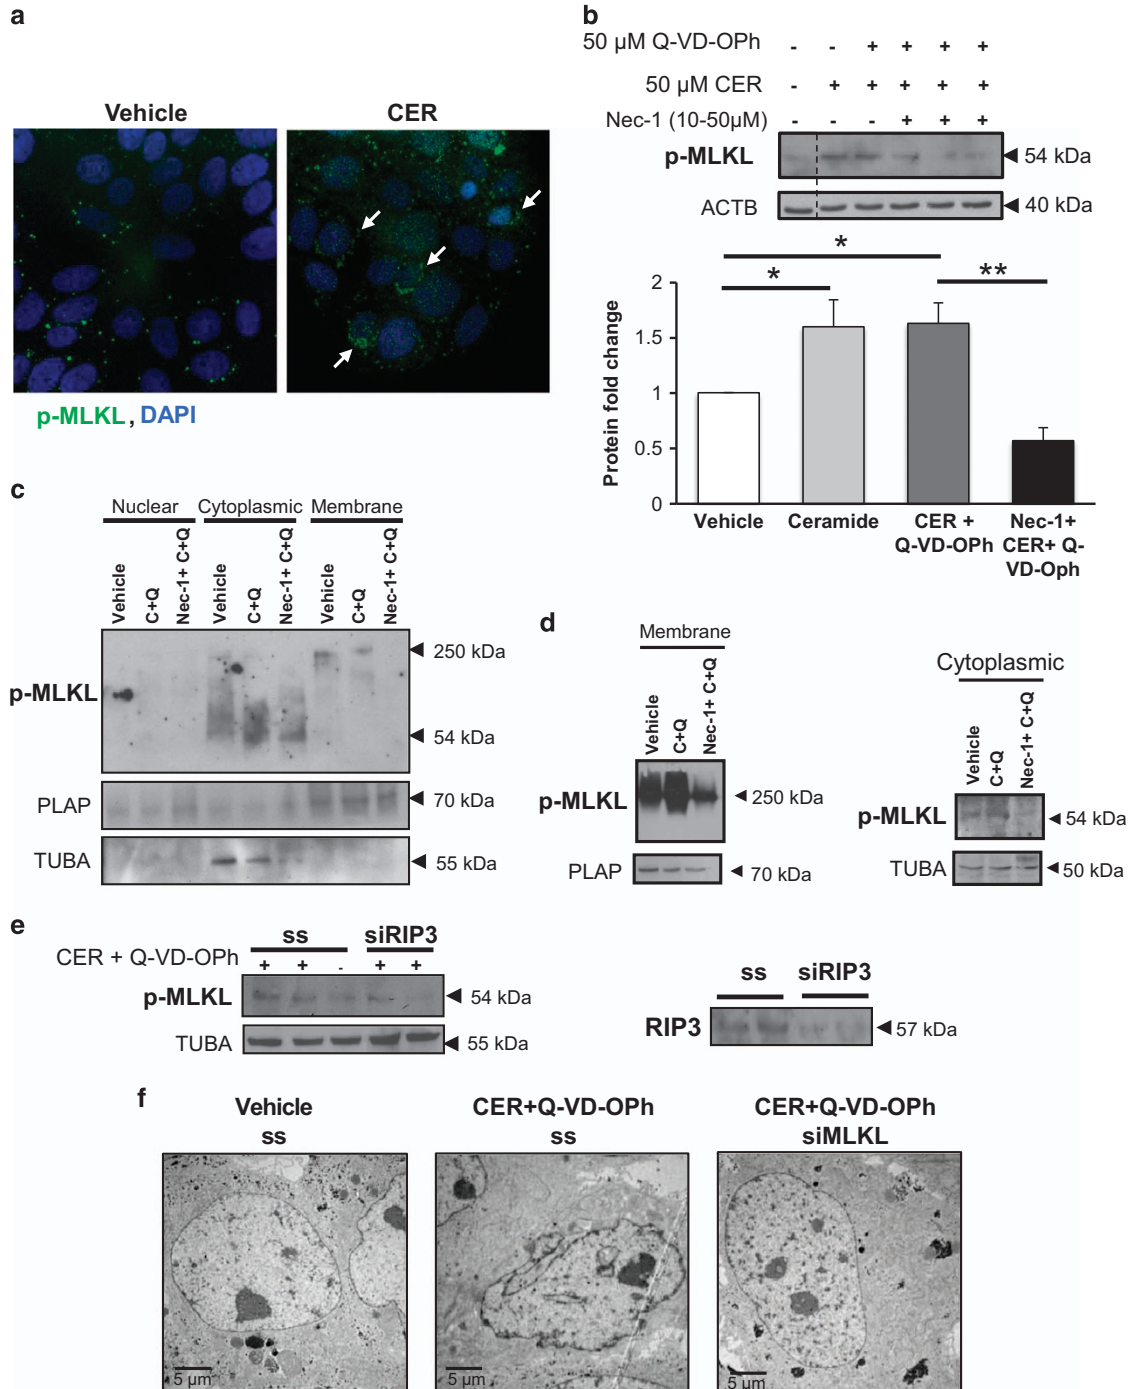 a
Vehicle
CER
p-MLKL, DAPI
b
50 µM Q-VD-OPh - - + + + +
50 µM CER - + + + + +
Nec-1 (10-50µM) - - - + + +
p-MLKL
54 kDa
ACTB
40 kDa
*
*
**
Protein fold change
2
1.5
1
0.5
0
Vehicle
Ceramide
CER +
Q-VD-OPh
Nec-1+
CER+ Q-
VD-Oph
c
Nuclear Cytoplasmic Membrane
Vehicle
C+Q
Nec-1+ C+Q
Vehicle
C+Q
Nec-1+ C+Q
Vehicle
C+Q
Nec-1+ C+Q
p-MLKL
250 kDa
54 kDa
PLAP
70 kDa
TUBA
55 kDa
d
Membrane
Vehicle
C+Q
Nec-1+ C+Q
p-MLKL
250 kDa
PLAP
70 kDa
Cytoplasmic
Vehicle
C+Q
Nec-1+ C+Q
p-MLKL
54 kDa
TUBA
50 kDa
e
ss siRIP3
CER + Q-VD-OPh + + - + +
p-MLKL
54 kDa
TUBA
55 kDa
ss siRIP3
RIP3
57 kDa
f
Vehicle
ss
CER+Q-VD-OPh
ss
CER+Q-VD-OPh
siMLKL
5 µm
5 µm
5 µm